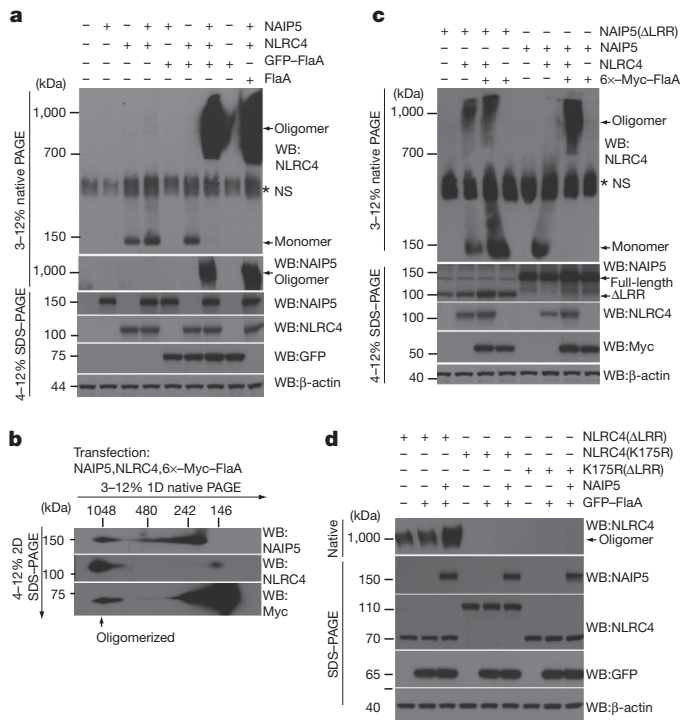 a
– + – + – + + – + NAIP5
– – + + – – + – + NLRC4
– – – – + + + + – GFP–FlaA
– – – – – – – – + FlaA
(kDa)
3–12% native PAGE
1,000
Oligomer
WB:
NLRC4
700
* NS
150
Monomer
1,000
WB:NAIP5
Oligomer
4–12% SDS–PAGE
150
WB:NAIP5
100
WB:NLRC4
75
WB:GFP
44
WB:β-actin
b
Transfection:
NAIP5,NLRC4,6×–Myc–FlaA
3–12% 1D native PAGE
(kDa)
1048 480 242 146
4–12% 2D
SDS–PAGE
150
WB:
NAIP5
100
WB:
NLRC4
75
WB:
Myc
Oligomerized
c
NAIP5(ΔLRR)
NAIP5
NLRC4
6×–Myc–FlaA
(kDa)
3–12% native PAGE
1,000
Oligomer
WB:
NLRC4
700
* NS
150
Monomer
4–12% SDS–PAGE
150
WB:NAIP5
Full-length
100
ΔLRR
100
WB:NLRC4
50
WB:Myc
40
WB:β-actin
d
+ + + – – – – – – NLRC4(ΔLRR)
– – – + + + – – – NLRC4(K175R)
– – – – – – + + + K175R(ΔLRR)
– – + – – + – – + NAIP5
– + + – + + – + + GFP–FlaA
(kDa)
Native
1,000
WB:NLRC4
Oligomer
SDS–PAGE
150
WB:NAIP5
110
WB:NLRC4
70
65
WB:GFP
40
WB:β-actin